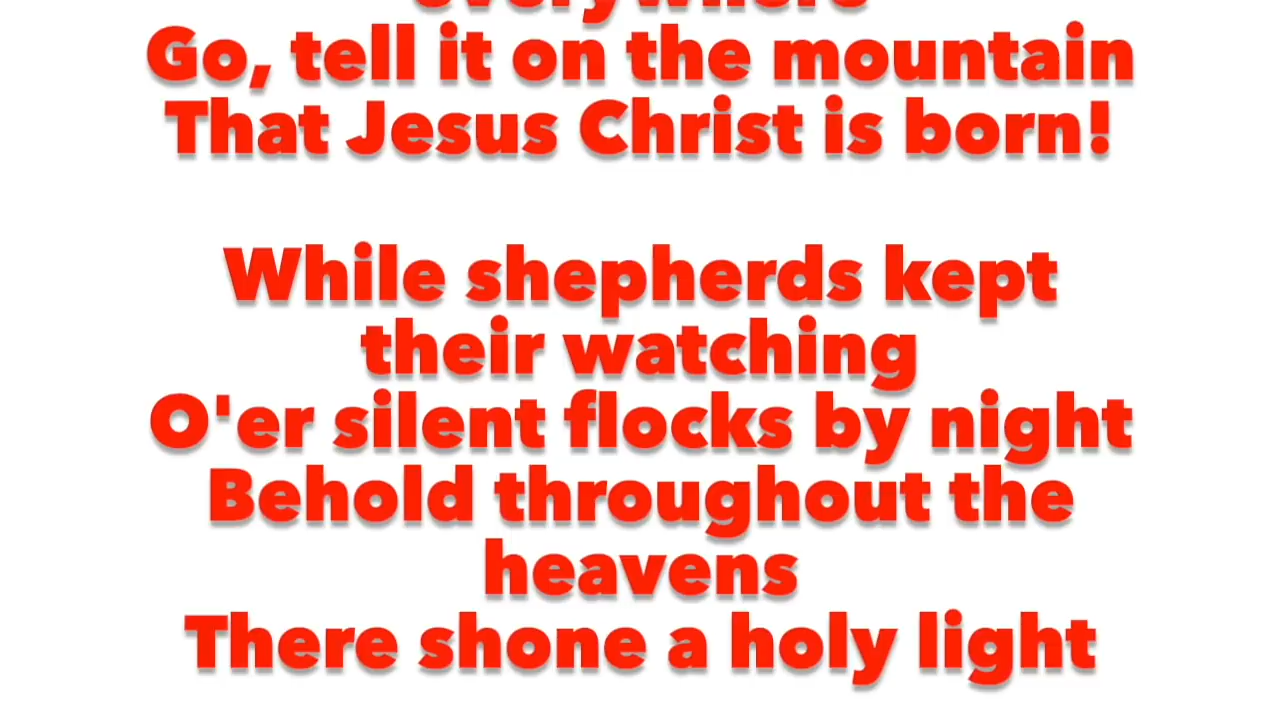 everywhere
Go, tell it on the mountain
That Jesus Christ is born!
While shepherds kept
their watching
O'er silent flocks by night
Behold throughout the
heavens
There shone a holy light